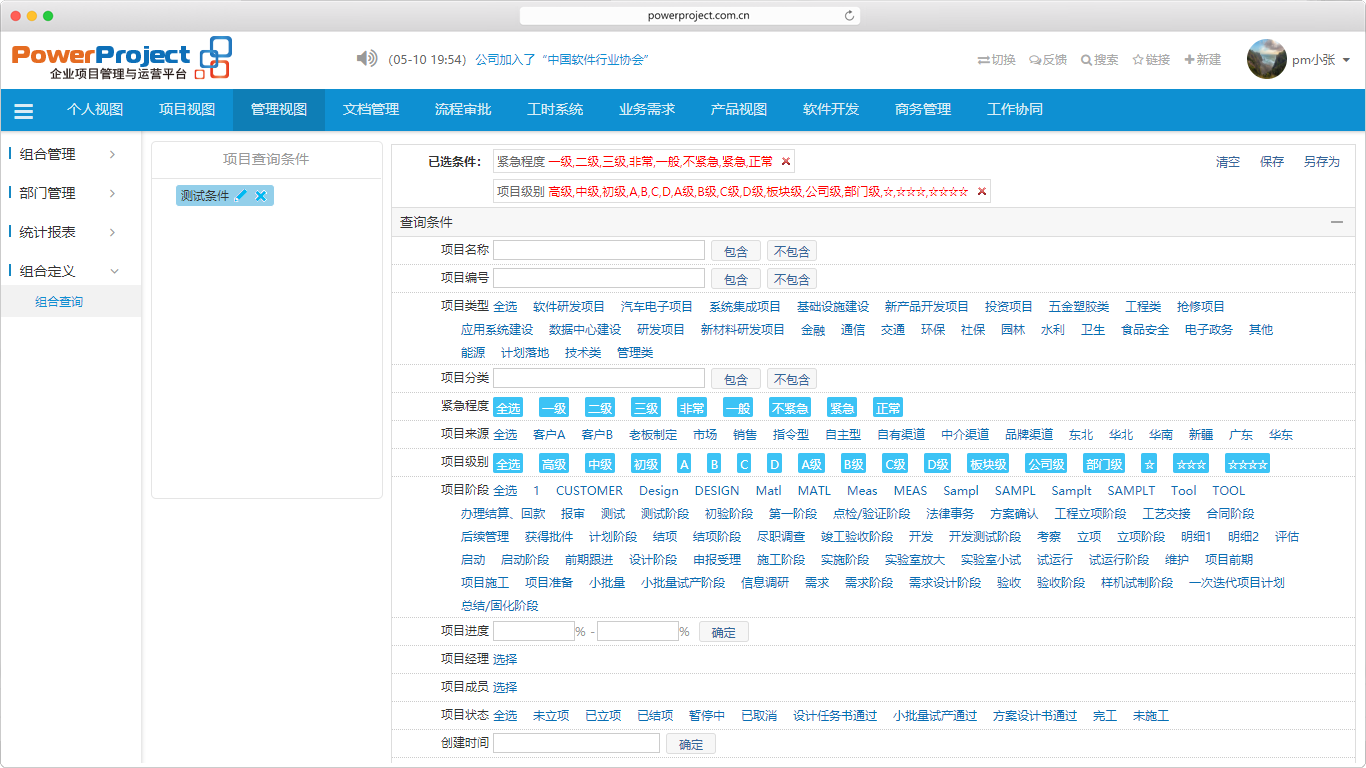 powerproject.com.cn
PowerProject
企业项目管理与运营平台
(05-10 19:54) 公司加入了“中国软件行业协会”
切换 反馈 搜索 链接 新建 pm小张
个人视图 项目视图 管理视图 文档管理 流程审批 工时系统 业务需求 产品视图 软件开发 商务管理 工作协同
组合管理
部门管理
统计报表
组合定义
组合查询
项目查询条件
测试条件
已选条件: 紧急程度 一级,二级,三级,非常,一般,不紧急,紧急,正常 清空 保存 另存为
项目级别 高级,中级,初级,A,B,C,D,A级,B级,C级,D级,板块级,公司级,部门级,☆,☆☆☆,☆☆☆☆
查询条件
项目名称 包含 不包含
项目编号 包含 不包含
项目类型 全选 软件研发项目 汽车电子项目 系统集成项目 基础设施建设 新产品开发项目 投资项目 五金塑胶类 工程类 抢修项目
应用系统建设 数据中心建设 研发项目 新材料研发项目 金融 通信 交通 环保 社保 园林 水利 卫生 食品安全 电子政务 其他
能源 计划落地 技术类 管理类
项目分类 包含 不包含
紧急程度 全选 一级 二级 三级 非常 一般 不紧急 紧急 正常
项目来源 全选 客户A 客户B 老板制定 市场 销售 指令型 自主型 自有渠道 中介渠道 品牌渠道 东北 华北 华南 新疆 广东 华东
项目级别 全选 高级 中级 初级 A B C D A级 B级 C级 D级 板块级 公司级 部门级 ☆ ☆☆☆ ☆☆☆☆
项目阶段 全选 1 CUSTOMER Design DESIGN Matl MATL Meas MEAS Sampl SAMPL Samplt SAMPLT Tool TOOL
办理结算、回款 报审 测试 测试阶段 初验阶段 第一阶段 点检/验证阶段 法律事务 方案确认 工程立项阶段 工艺交接 合同阶段
后续管理 获得批件 计划阶段 结项 结项阶段 尽职调查 竣工验收阶段 开发 开发测试阶段 考察 立项 立项阶段 明细1 明细2 评估
启动 启动阶段 前期跟进 设计阶段 申报受理 施工阶段 实施阶段 实验室放大 实验室小试 试运行 试运行阶段 维护 项目前期
项目施工 项目准备 小批量 小批量试产阶段 信息调研 需求 需求阶段 需求设计阶段 验收 验收阶段 样机试制阶段 一次迭代项目计划
总结/固化阶段
项目进度 % - % 确定
项目经理 选择
项目成员 选择
项目状态 全选 未立项 已立项 已结项 暂停中 已取消 设计任务书通过 小批量试产通过 方案设计书通过 完工 未施工
创建时间 确定